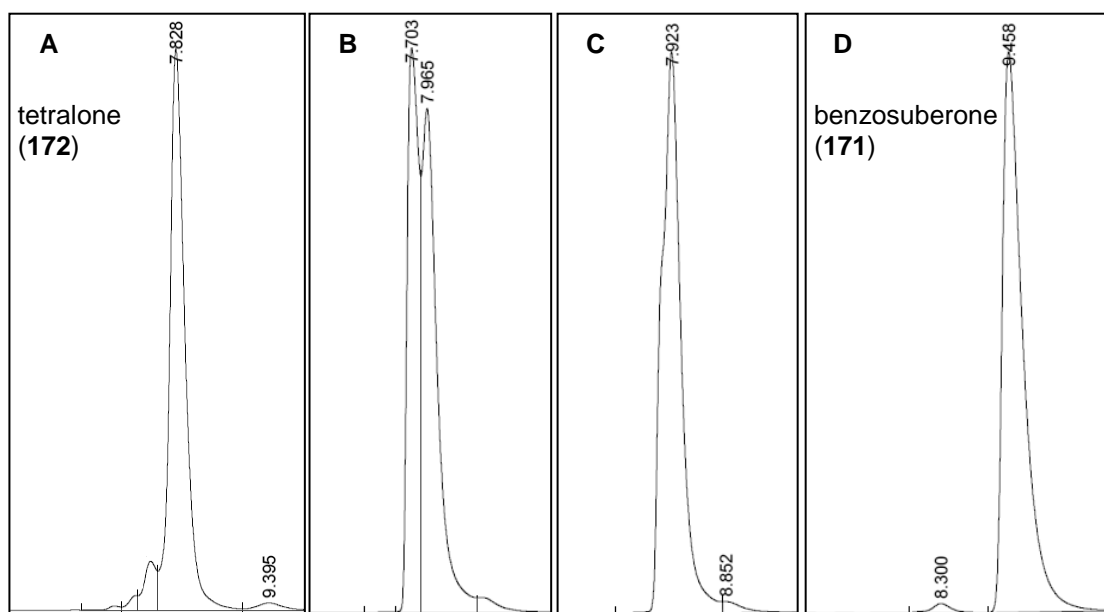 A
7.828
tetralone
(172)
9.395
B
7.703
7.965
C
7.923
8.852
D
9.458
benzosuberone
(171)
8.300